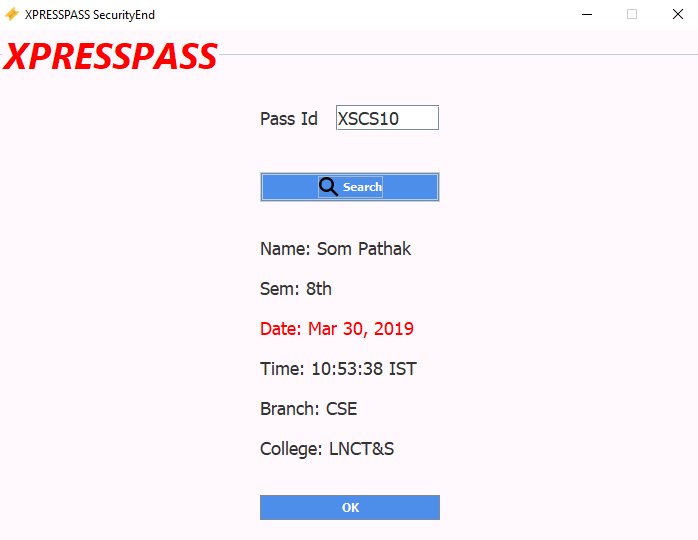 XPRESSPASS SecurityEnd
XPRESSPASS
Pass Id XSCS10
Search
Name: Som Pathak
Sem: 8th
Date: Mar 30, 2019
Time: 10:53:38 IST
Branch: CSE
College: LNCT&S
OK